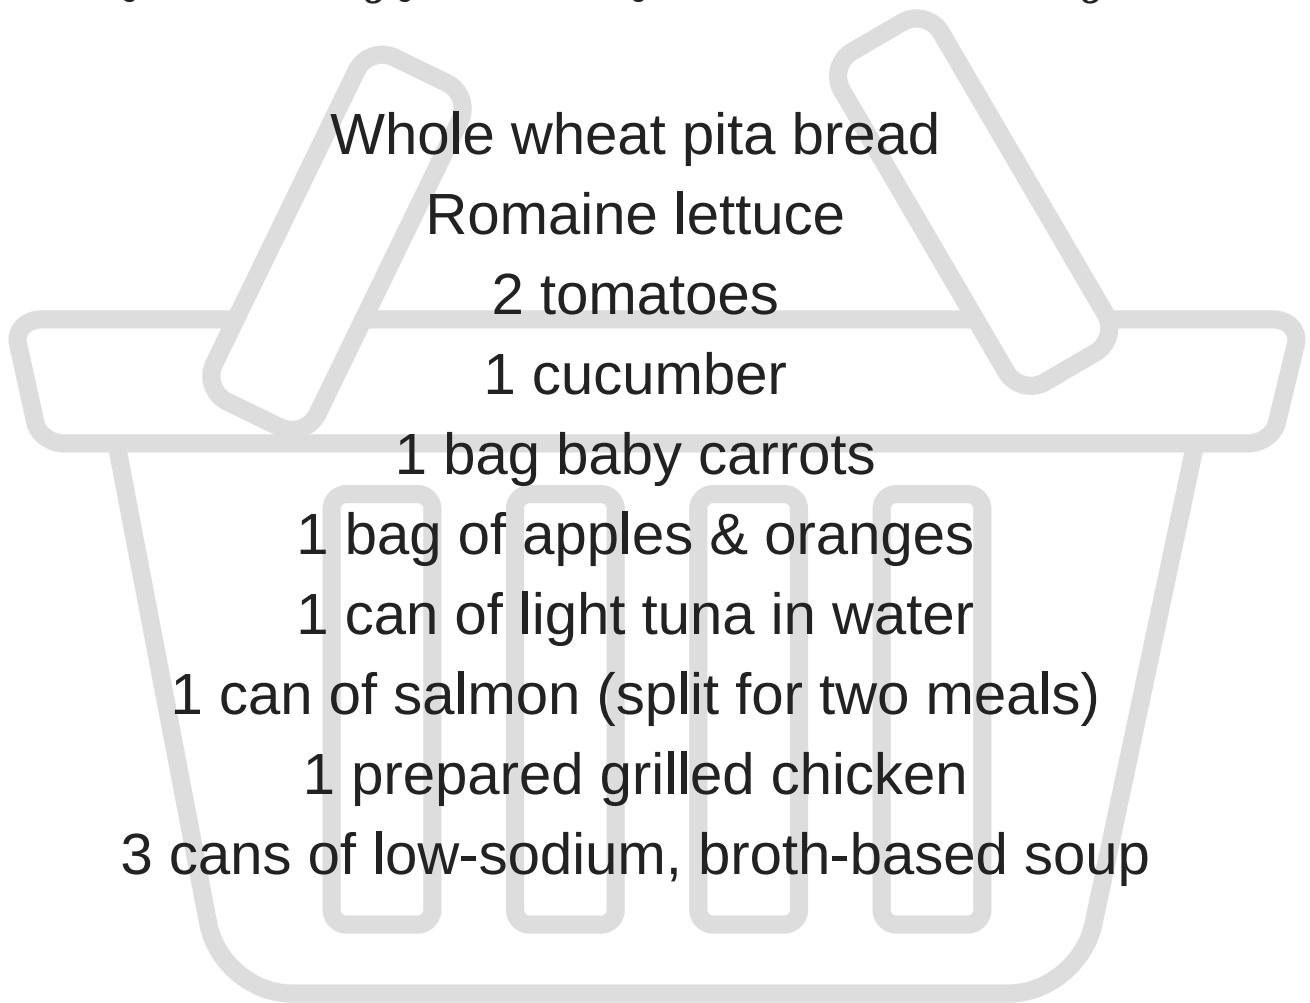 Whole wheat pita bread
Romaine lettuce
2 tomatoes
1 cucumber
1 bag baby carrots
1 bag of apples & oranges
1 can of light tuna in water
1 can of salmon (split for two meals)
1 prepared grilled chicken
3 cans of low-sodium, broth-based soup